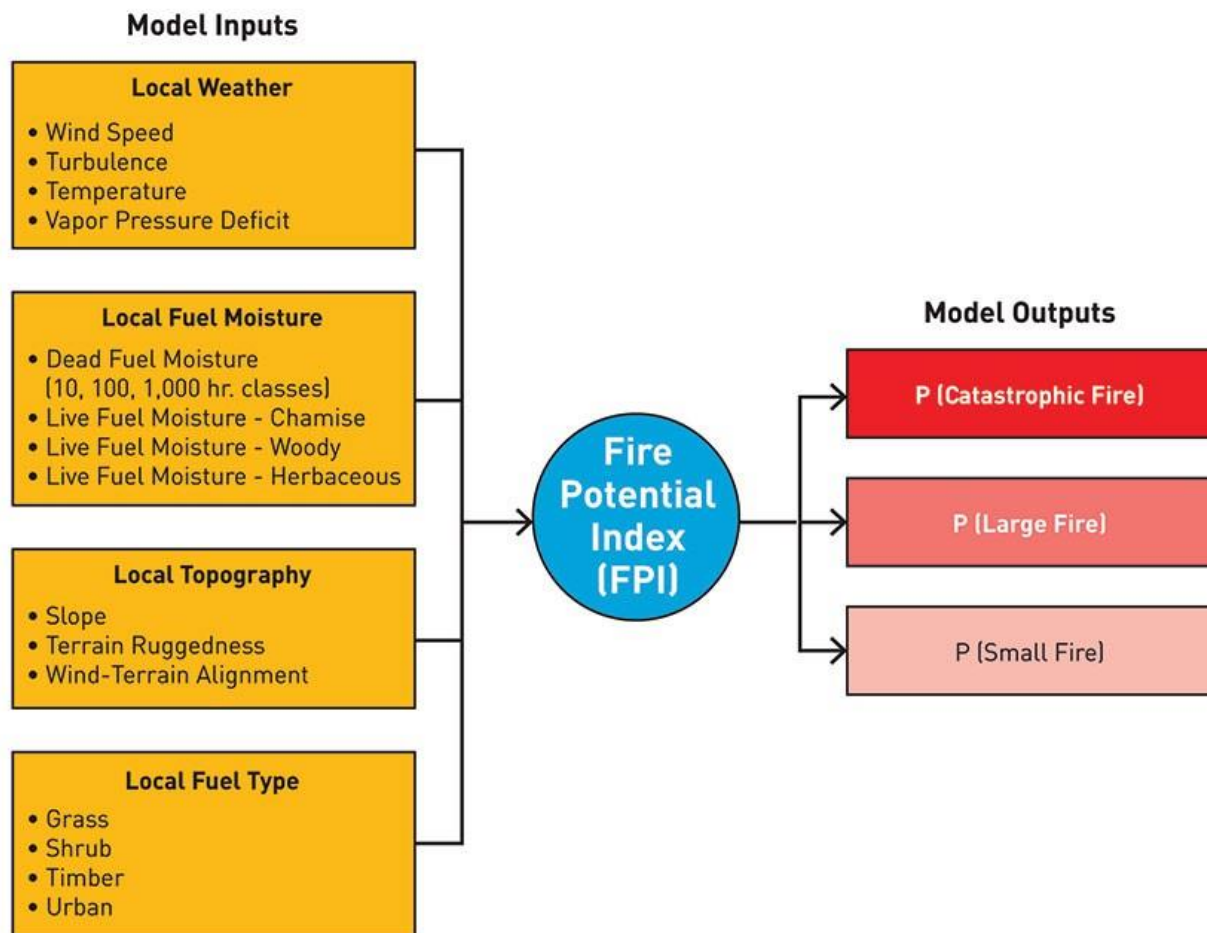 Model Inputs
Local Weather
• Wind Speed
• Turbulence
• Temperature
• Vapor Pressure Deficit
Local Fuel Moisture
• Dead Fuel Moisture
(10, 100, 1,000 hr. classes)
• Live Fuel Moisture - Chamise
• Live Fuel Moisture - Woody
• Live Fuel Moisture - Herbaceous
Local Topography
• Slope
• Terrain Ruggedness
• Wind-Terrain Alignment
Local Fuel Type
• Grass
• Shrub
• Timber
• Urban
Fire
Potential
Index
(FPI)
Model Outputs
P (Catastrophic Fire)
P (Large Fire)
P (Small Fire)